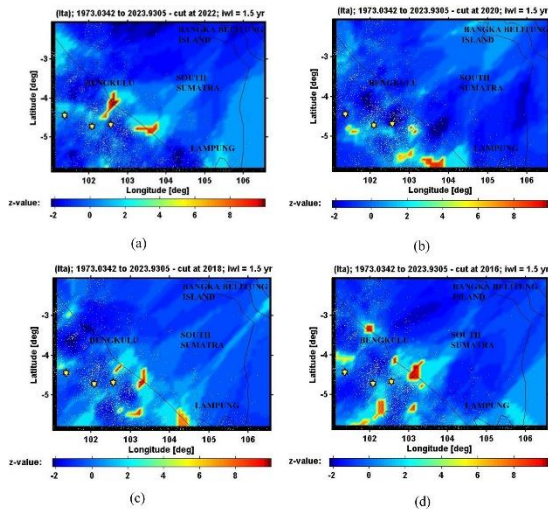 (lta); 1973.0342 to 2023.9305 - cut at 2022; iwl = 1.5 yr
BANGKA BELITUNG
ISLAND
BENGKULU
SOUTH
SUMATRA
LAMPUNG
Latitude [deg]
-3
-4
-5
102 103 104 105 106
Longitude [deg]
z-value:
-2 0 2 4 6 8
(a)
(lta); 1973.0342 to 2023.9305 - cut at 2020; iwl = 1.5 yr
BANGKA BELITUNG
ISLAND
BENGKULU
SOUTH
SUMATRA
LAMPUNG
Latitude [deg]
-3
-4
-5
102 103 104 105 106
Longitude [deg]
z-value:
-2 0 2 4 6 8
(b)
(lta); 1973.0342 to 2023.9305 - cut at 2018; iwl = 1.5 yr
BANGKA BELITUNG
ISLAND
BENGKULU
SOUTH
SUMATRA
LAMPUNG
Latitude [deg]
-3
-4
-5
102 103 104 105 106
Longitude [deg]
z-value:
-2 0 2 4 6 8
(c)
(lta); 1973.0342 to 2023.9305 - cut at 2016; iwl = 1.5 yr
BANGKA BELITUNG
ISLAND
BENGKULU
SOUTH
SUMATRA
LAMPUNG
Latitude [deg]
-3
-4
-5
102 103 104 105 106
Longitude [deg]
z-value:
-2 0 2 4 6 8
(d)